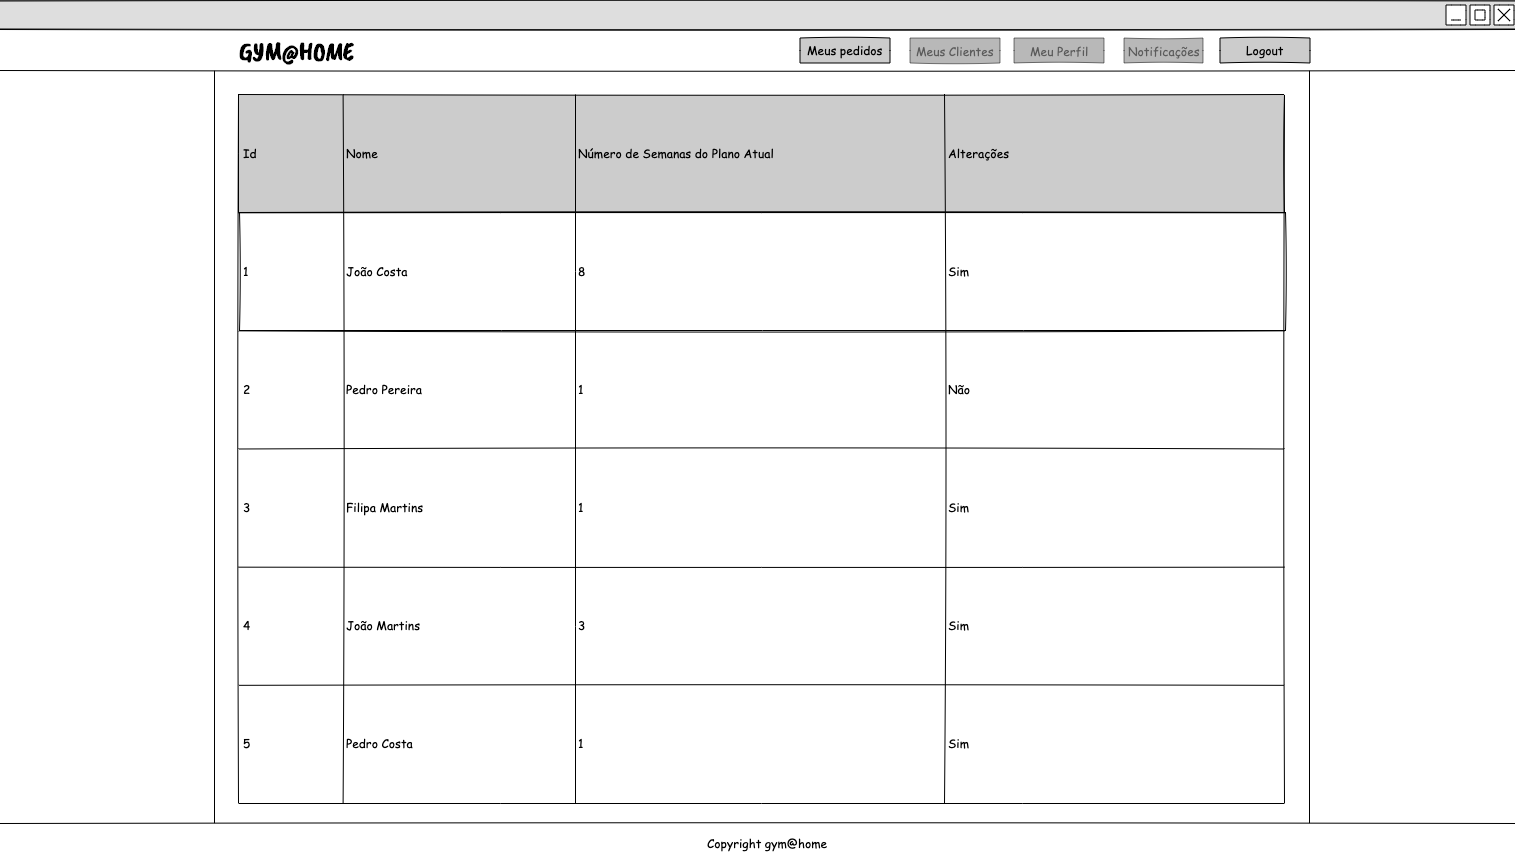 GYM@HOME
Meus pedidos
Meus Clientes
Meu Perfil
Notificações
Logout
Id Nome Número de Semanas do Plano Atual Alterações
1 João Costa 8 Sim
2 Pedro Pereira 1 Não
3 Filipa Martins 1 Sim
4 João Martins 3 Sim
5 Pedro Costa 1 Sim
Copyright gym@home